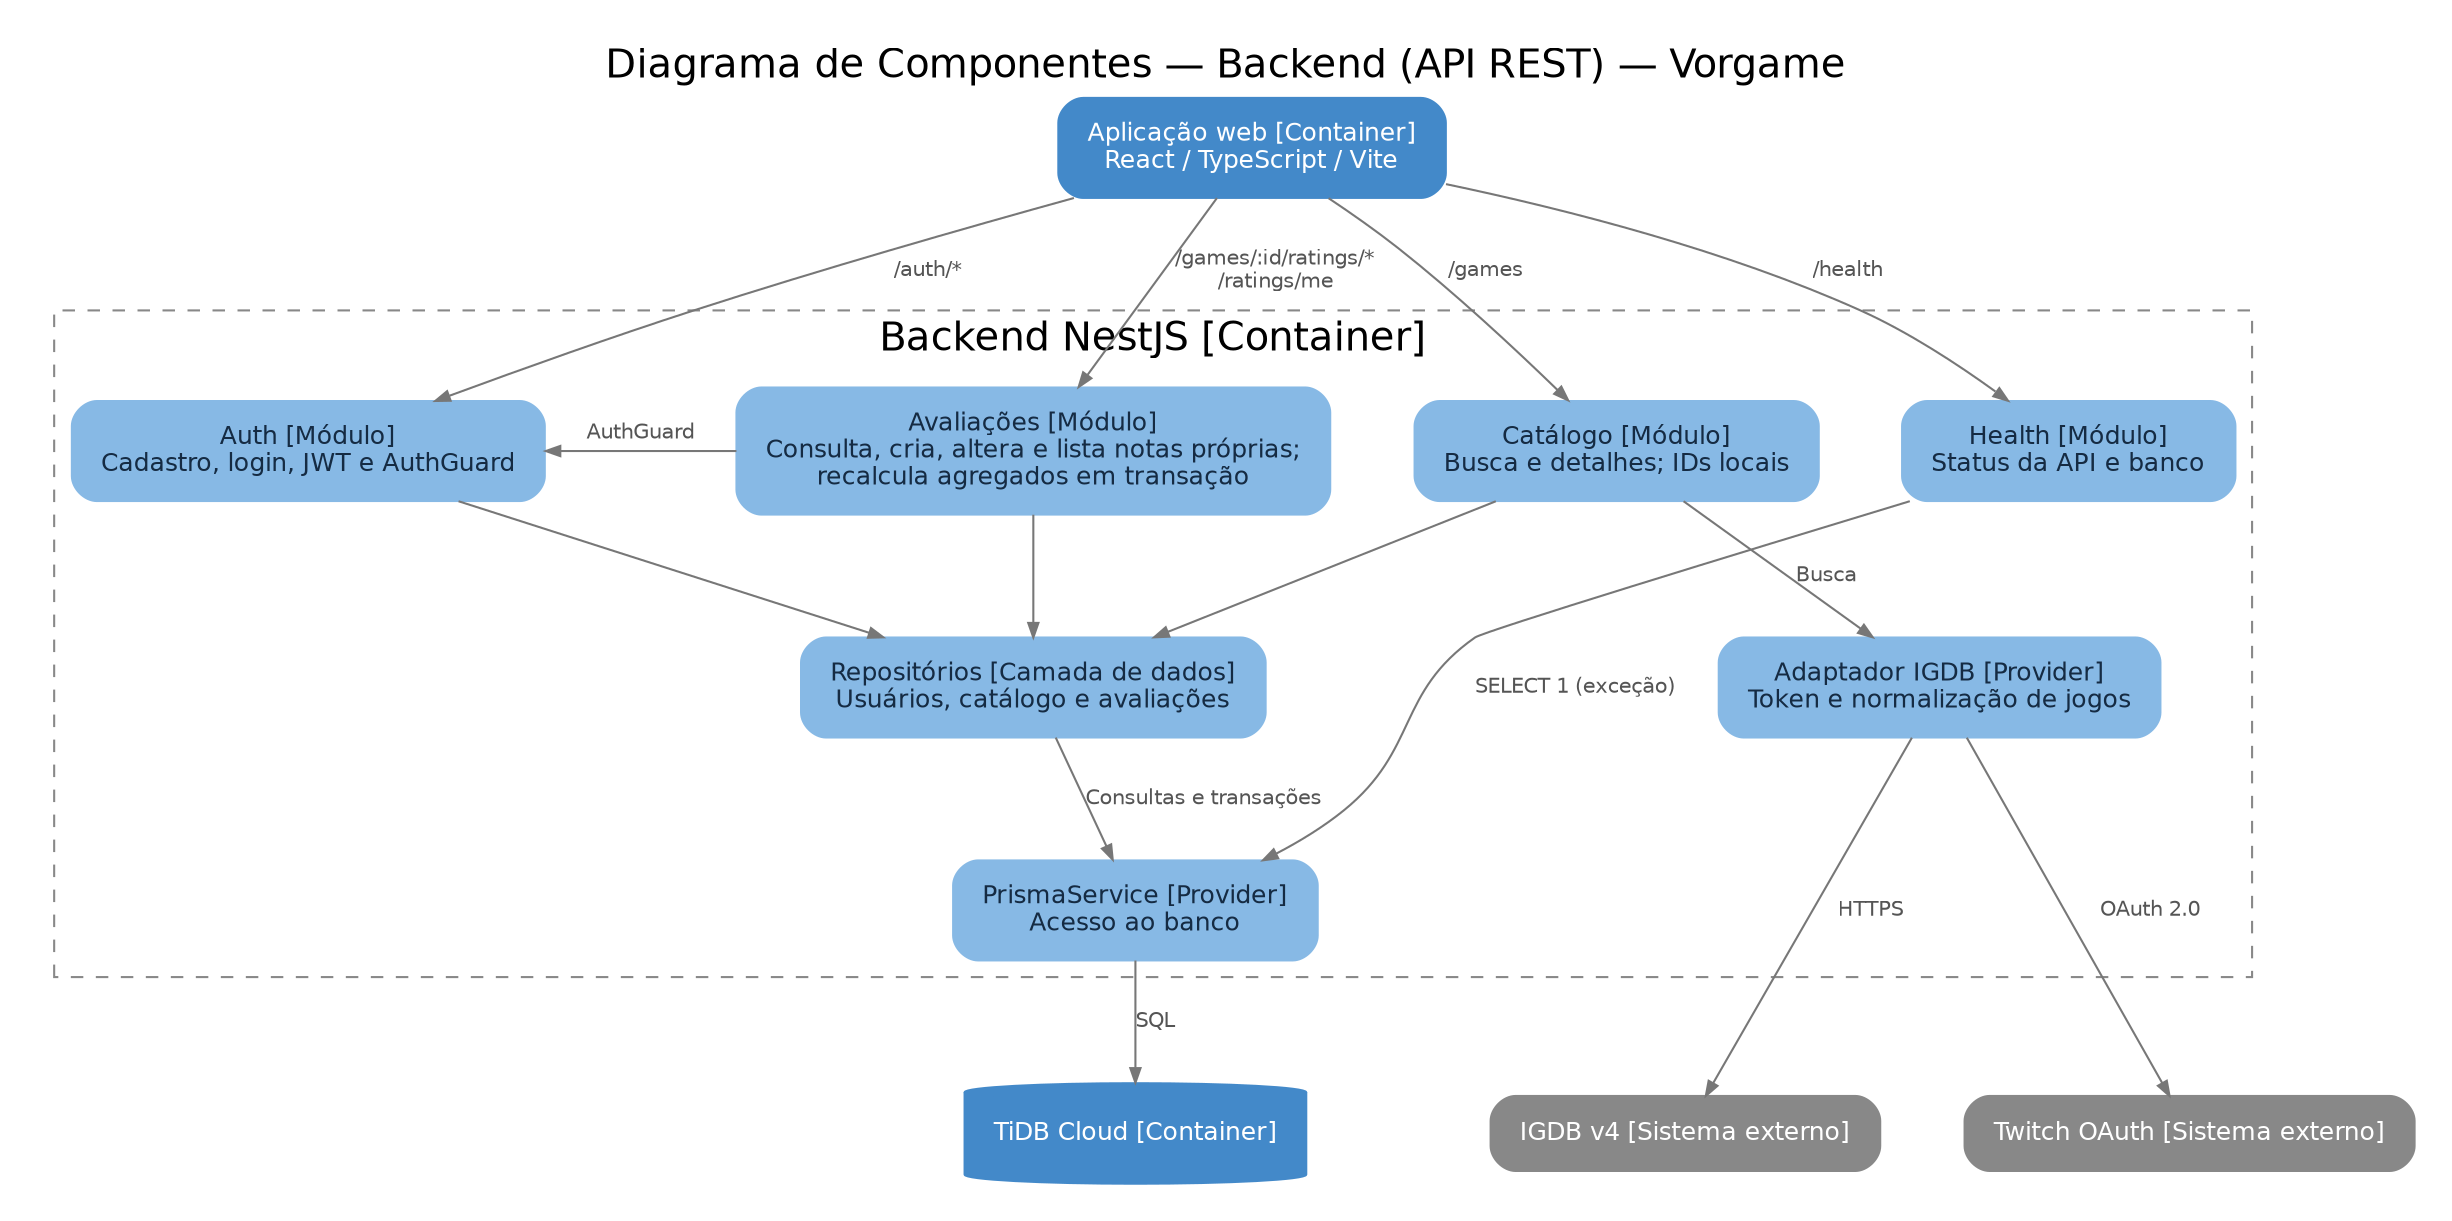 Diagrama de Componentes — Backend (API REST) — Vorgame
Aplicação web [Container]
React / TypeScript / Vite
/auth/*
/games/:id/ratings/*
/ratings/me
/games
/health
Backend NestJS [Container]
Auth [Módulo]
Cadastro, login, JWT e AuthGuard
AuthGuard
Avaliações [Módulo]
Consulta, cria, altera e lista notas próprias;
recalcula agregados em transação
Catálogo [Módulo]
Busca e detalhes; IDs locais
Health [Módulo]
Status da API e banco
Busca
Repositórios [Camada de dados]
Usuários, catálogo e avaliações
SELECT 1 (exceção)
Adaptador IGDB [Provider]
Token e normalização de jogos
Consultas e transações
PrismaService [Provider]
Acesso ao banco
HTTPS
OAuth 2.0
SQL
TiDB Cloud [Container]
IGDB v4 [Sistema externo]
Twitch OAuth [Sistema externo]